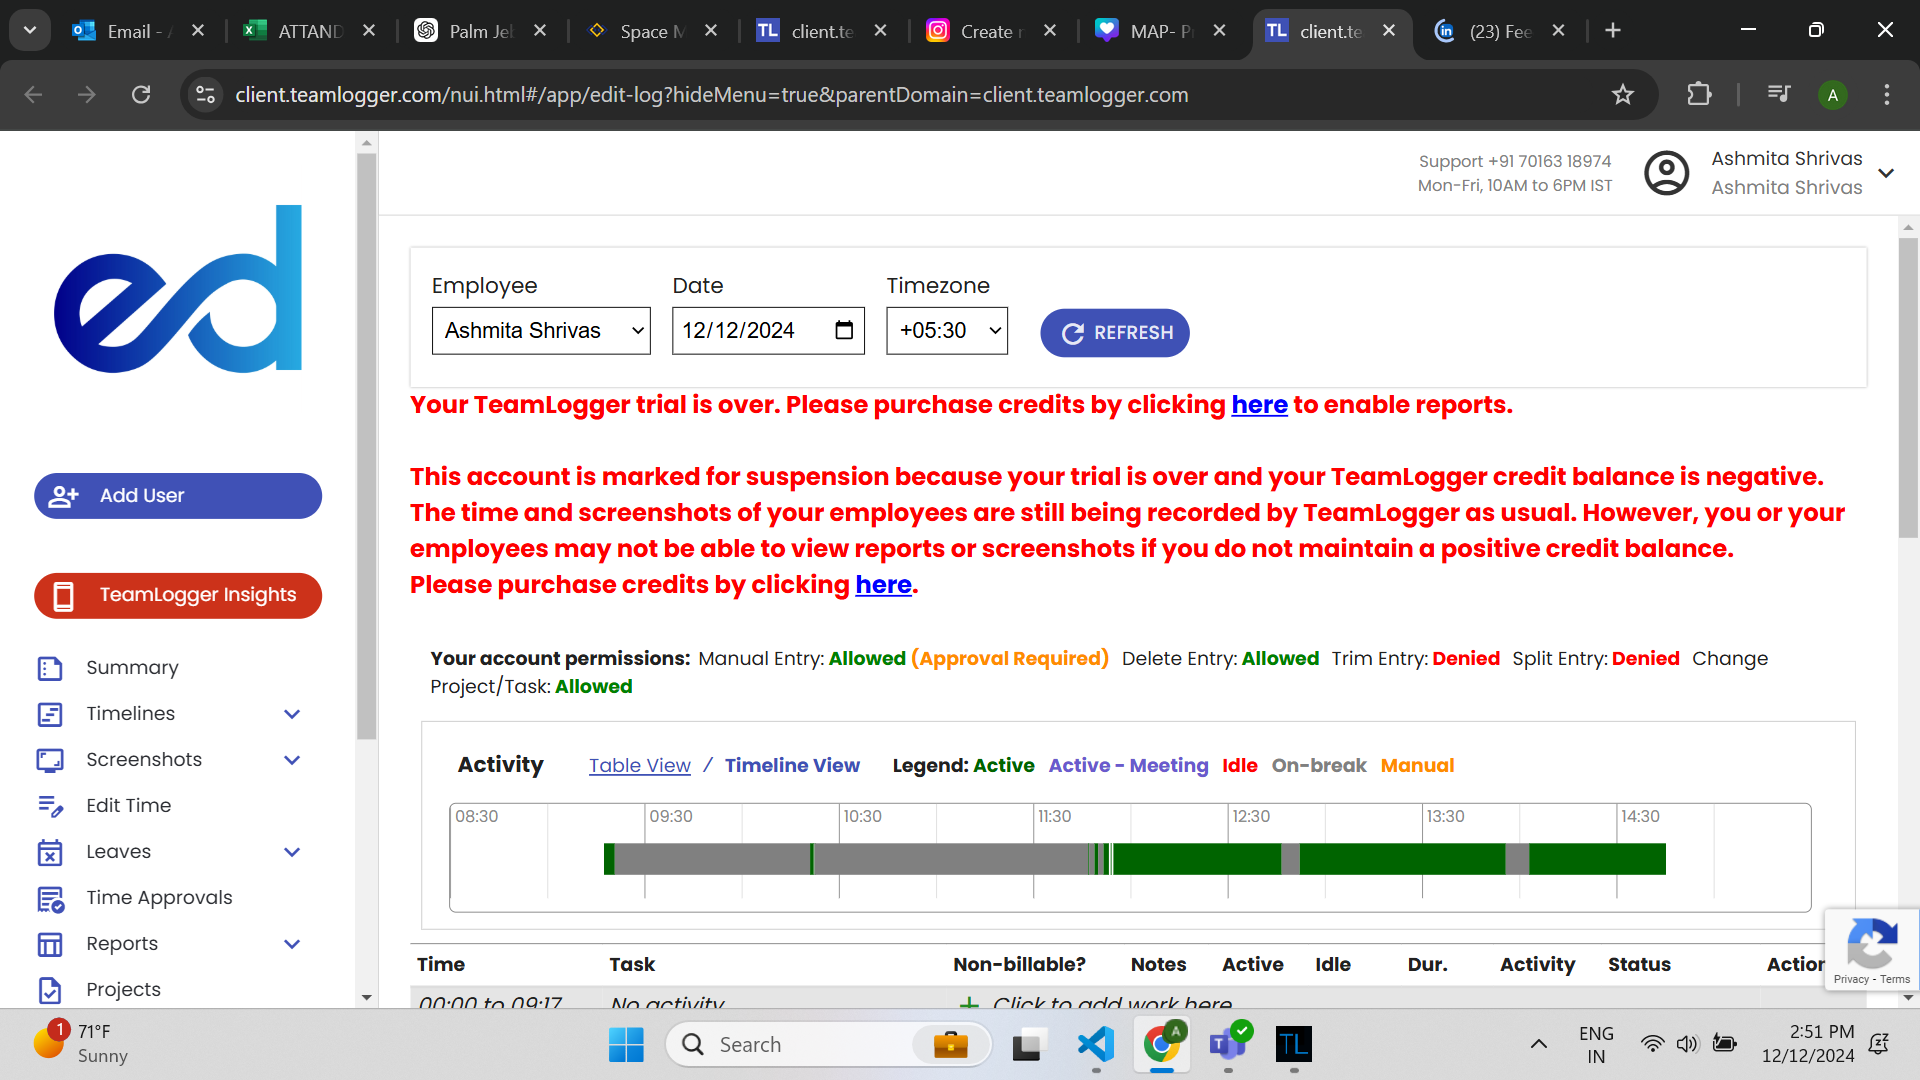 Email - A
ATTAND
Palm Jeb
Space M
TL client.te
Create r
MAP- Pr
TL client.te
in (23) Fee
client.teamlogger.com/nui.html#/app/edit-log?hideMenu=true&parentDomain=client.teamlogger.com
A
Support +91 70163 18974
Mon-Fri, 10AM to 6PM IST
Ashmita Shrivas
Ashmita Shrivas
ed
Add User
TeamLogger Insights
Summary
Timelines
Screenshots
Edit Time
Leaves
Time Approvals
Reports
Projects
Employee Date Timezone
Ashmita Shrivas 12/12/2024 +05:30 REFRESH
Your TeamLogger trial is over. Please purchase credits by clicking here to enable reports.
This account is marked for suspension because your trial is over and your TeamLogger credit balance is negative.
The time and screenshots of your employees are still being recorded by TeamLogger as usual. However, you or your
employees may not be able to view reports or screenshots if you do not maintain a positive credit balance.
Please purchase credits by clicking here.
Your account permissions: Manual Entry: Allowed (Approval Required) Delete Entry: Allowed Trim Entry: Denied Split Entry: Denied Change
Project/Task: Allowed
Activity Table View / Timeline View Legend: Active Active - Meeting Idle On-break Manual
08:30 09:30 10:30 11:30 12:30 13:30 14:30
Time Task Non-billable? Notes Active Idle Dur. Activity Status Action
00:00 to 09:17 No activity + Click to add work here
Privacy - Terms
1
71°F
Sunny
Search
A
T
TL
ENG
IN
2:51 PM
12/12/2024